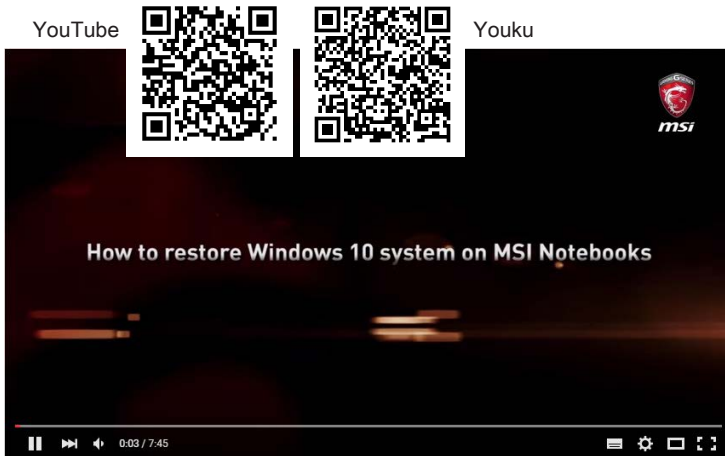 YouTube
Youku
msi
How to restore Windows 10 system on MSI Notebooks
0:03 / 7:45